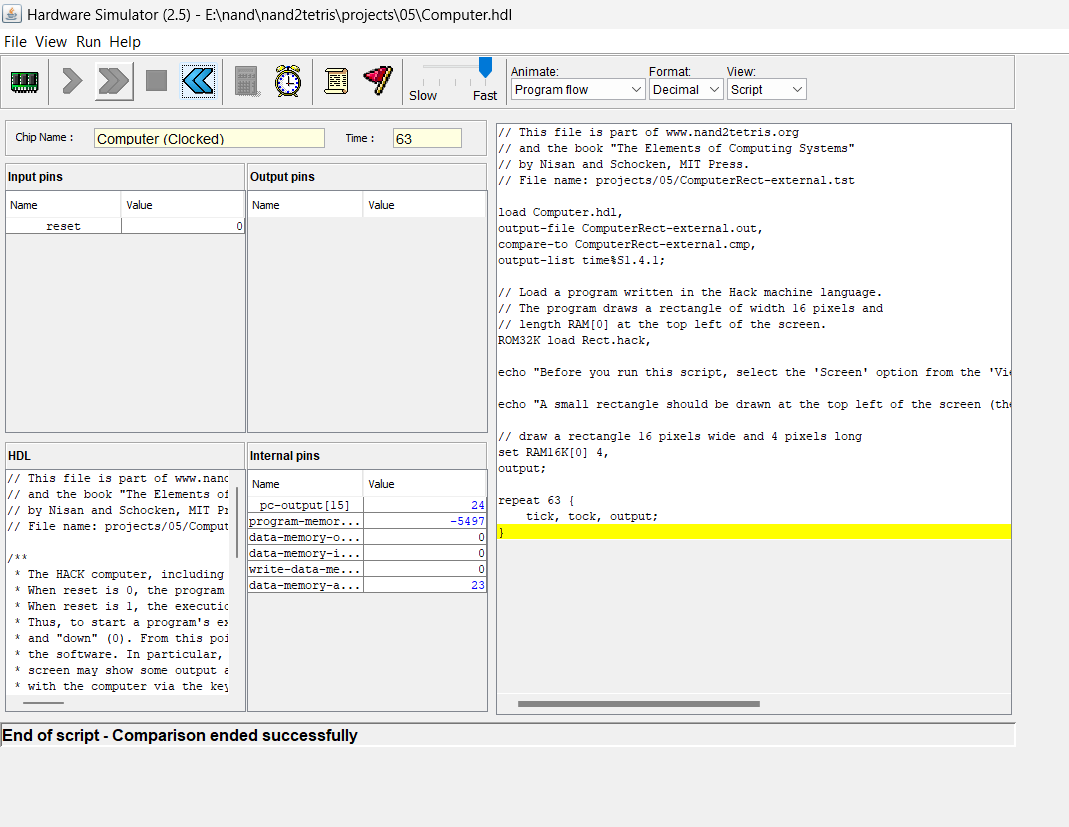 Hardware Simulator (2.5) - E:\nand\nand2tetris\projects\05\Computer.hdl
File View Run Help
Slow Fast
Animate: Format: View:
Program flow Decimal Script
Chip Name : Computer (Clocked) Time : 63
Input pins
Name Value
reset 0
Output pins
Name Value
HDL
// This file is part of www.nand
// and the book "The Elements of
// by Nisan and Schocken, MIT Pr
// File name: projects/05/Comput
/**
* The HACK computer, including
* When reset is 0, the program
* When reset is 1, the executio
* Thus, to start a program's ex
* and "down" (0). From this poi
* the software. In particular,
* screen may show some output a
* with the computer via the key
Internal pins
Name Value
pc-output[15] 24
program-memor... -5497
data-memory-o... 0
data-memory-i... 0
write-data-me... 0
data-memory-a... 23
// This file is part of www.nand2tetris.org
// and the book "The Elements of Computing Systems"
// by Nisan and Schocken, MIT Press.
// File name: projects/05/ComputerRect-external.tst
load Computer.hdl,
output-file ComputerRect-external.out,
compare-to ComputerRect-external.cmp,
output-list time%S1.4.1;
// Load a program written in the Hack machine language.
// The program draws a rectangle of width 16 pixels and
// length RAM[0] at the top left of the screen.
ROM32K load Rect.hack,
echo "Before you run this script, select the 'Screen' option from the 'Vie
echo "A small rectangle should be drawn at the top left of the screen (the
// draw a rectangle 16 pixels wide and 4 pixels long
set RAM16K[0] 4,
output;
repeat 63 {
tick, tock, output;
}
End of script - Comparison ended successfully